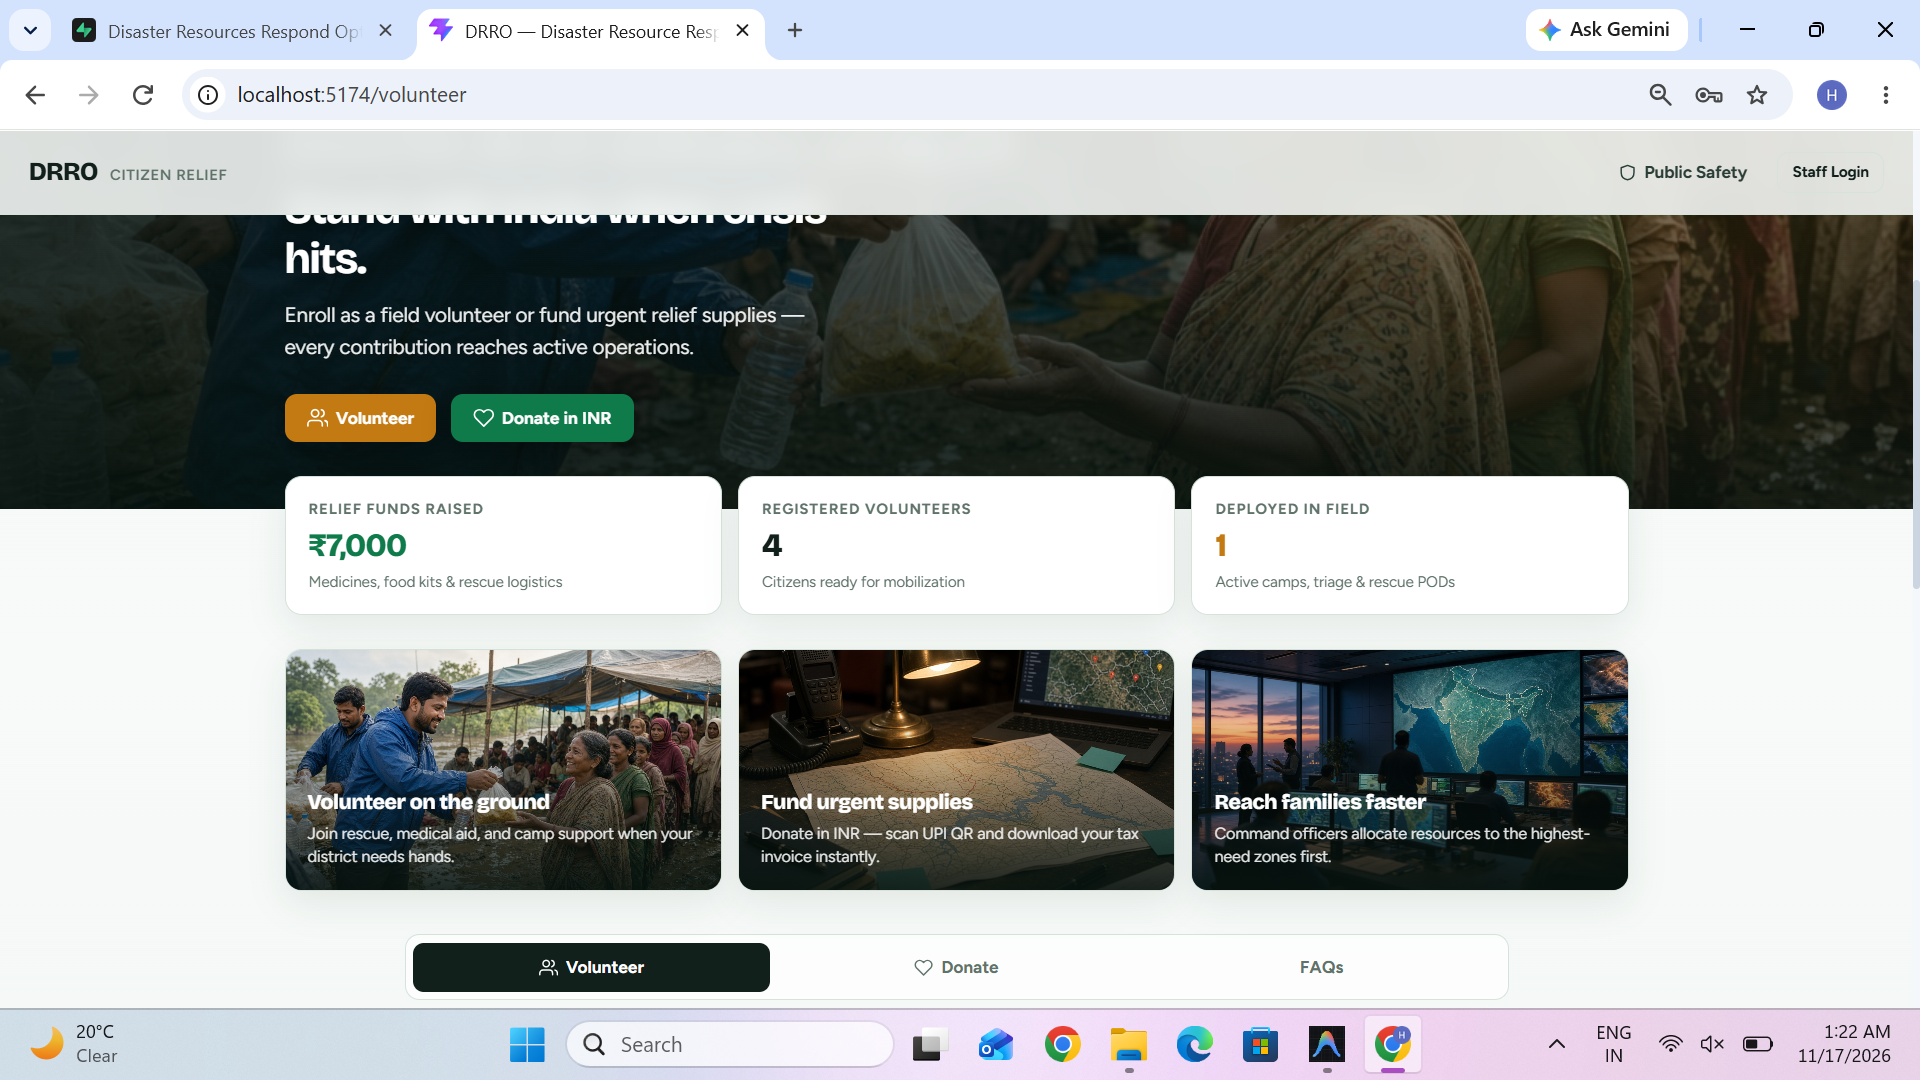 Disaster Resources Respond Op
DRRO — Disaster Resource Resp
Ask Gemini
localhost:5174/volunteer
H
DRRO CITIZEN RELIEF
Public Safety
Staff Login
Stand with India when crisis
hits.
Enroll as a field volunteer or fund urgent relief supplies —
every contribution reaches active operations.
Volunteer
Donate in INR
RELIEF FUNDS RAISED
₹7,000
Medicines, food kits & rescue logistics
REGISTERED VOLUNTEERS
4
Citizens ready for mobilization
DEPLOYED IN FIELD
1
Active camps, triage & rescue PODs
Volunteer on the ground
Join rescue, medical aid, and camp support when your
district needs hands.
Fund urgent supplies
Donate in INR — scan UPI QR and download your tax
invoice instantly.
Reach families faster
Command officers allocate resources to the highest-
need zones first.
Volunteer
Donate
FAQs
20°C
Clear
Search
H
ENG
IN
1:22 AM
11/17/2026